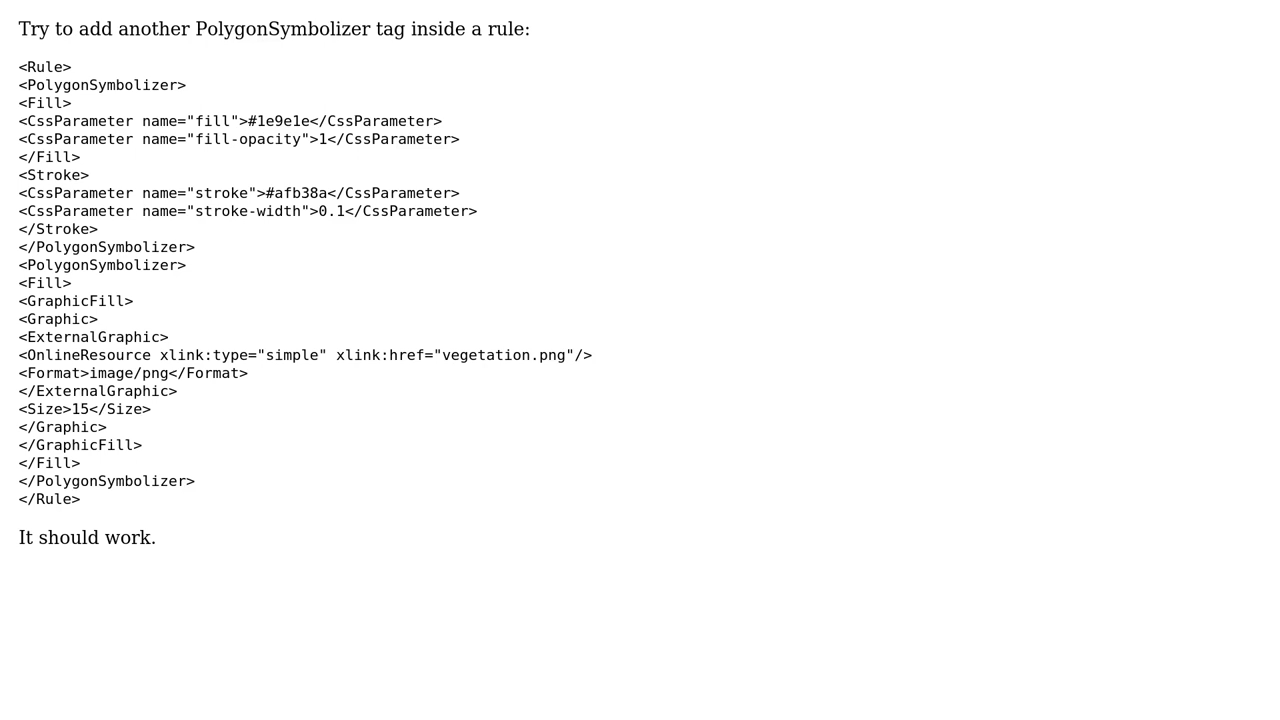 Try to add another PolygonSymbolizer tag inside a rule:
<Rule>
<PolygonSymbolizer>
<Fill>
<CssParameter name="fill">#1e9e1e</CssParameter>
<CssParameter name="fill-opacity">1</CssParameter>
</Fill>
<Stroke>
<CssParameter name="stroke">#afb38a</CssParameter>
<CssParameter name="stroke-width">0.1</CssParameter>
</Stroke>
</PolygonSymbolizer>
<PolygonSymbolizer>
<Fill>
<GraphicFill>
<Graphic>
<ExternalGraphic>
<OnlineResource xlink:type="simple" xlink:href="vegetation.png"/>
<Format>image/png</Format>
</ExternalGraphic>
<Size>15</Size>
</Graphic>
</GraphicFill>
</Fill>
</PolygonSymbolizer>
</Rule>
It should work.